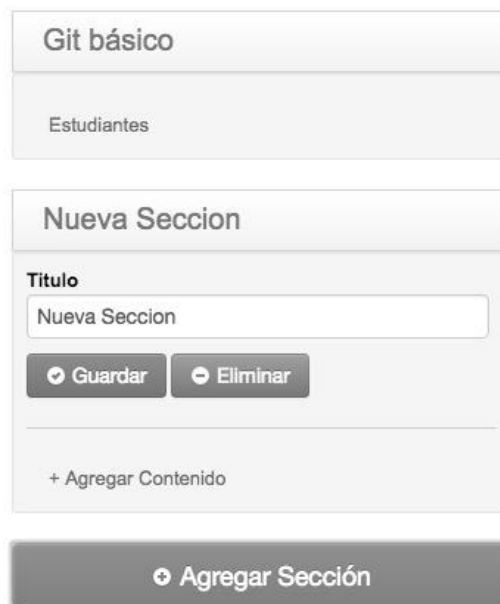 Git básico
Estudiantes
Nueva Seccion
Titulo
Nueva Seccion
Guardar Eliminar
+ Agregar Contenido
Agregar Sección